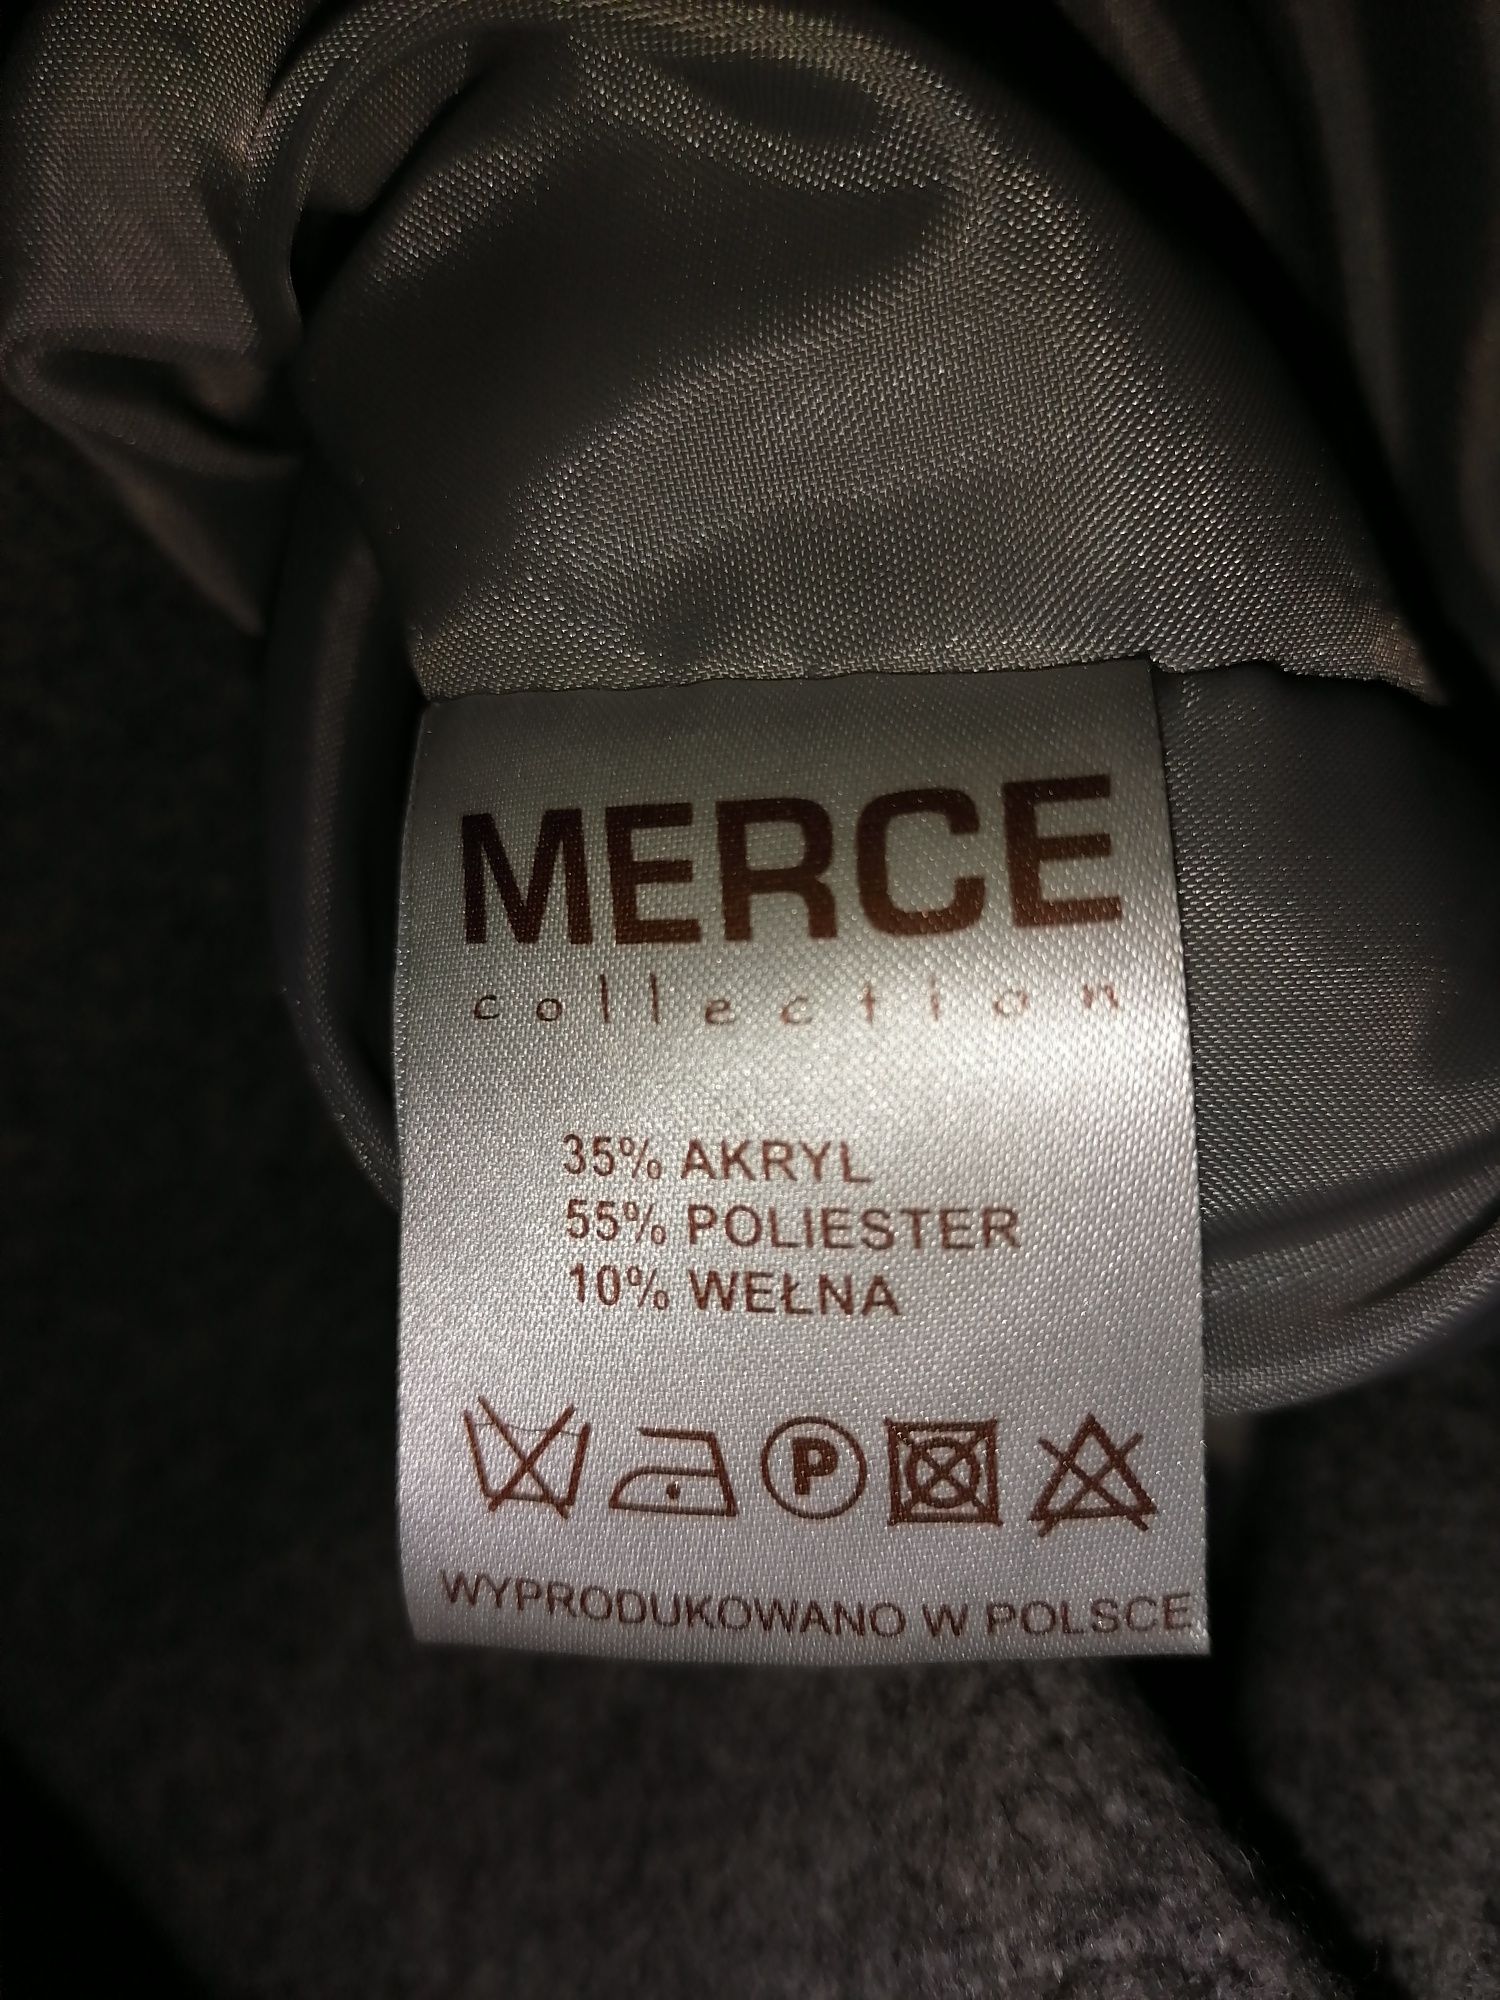 MERCE
collection
35% AKRYL
55% POLIESTER
10% WEŁNA
P
WYPRODUKOWANO W POLSCE